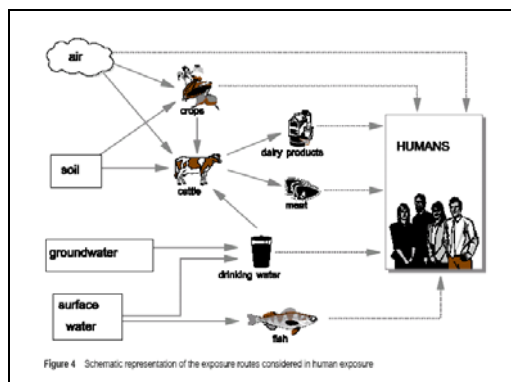 air
crops
dairy products
HUMANS
soil
cattle
meat
groundwater
drinking water
surface
water
fish
Figure 4 Schematic representation of the exposure routes considered in human exposure